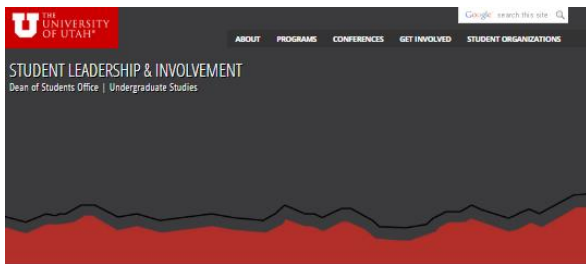 THE
UNIVERSITY
OF UTAH®
Google search this site
ABOUT PROGRAMS CONFERENCES GET INVOLVED STUDENT ORGANIZATIONS
STUDENT LEADERSHIP & INVOLVEMENT
Dean of Students Office | Undergraduate Studies